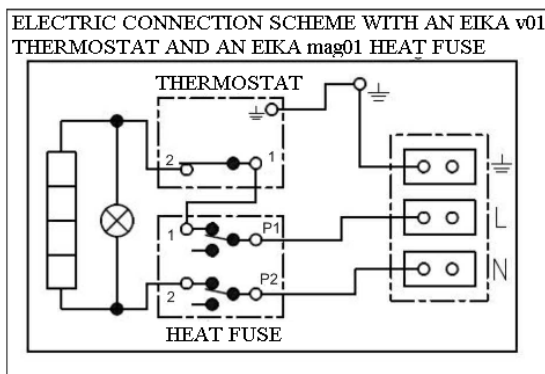 ELECTRIC CONNECTION SCHEME WITH AN EIKA v01
THERMOSTAT AND AN EIKA mag01 HEAT FUSE
THERMOSTAT
2 1
1 P1
L
2 P2
N
HEAT FUSE